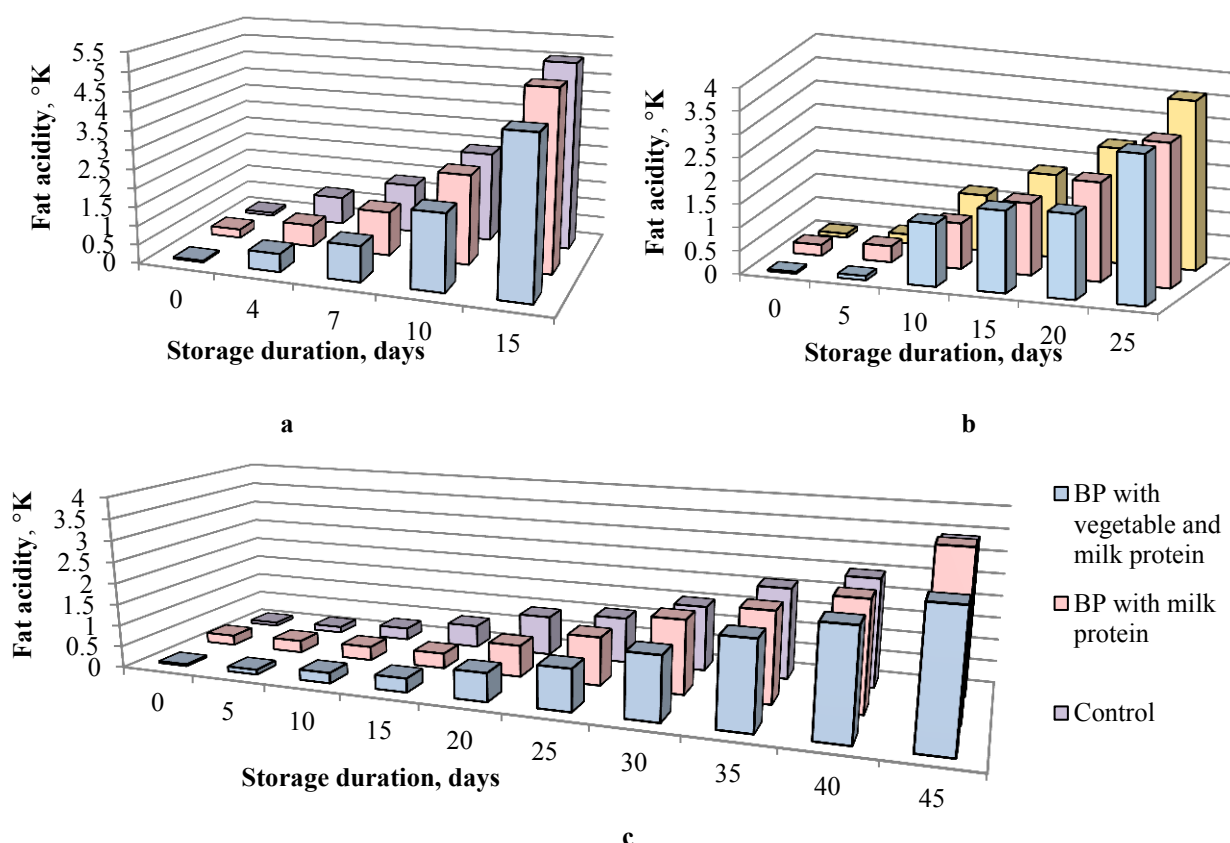 5.5
5
4.5
4
3.5
3
2.5
2
1.5
1
0.5
0
Fat acidity, °K
0 4 7 10 15
Storage duration, days
a
4
3.5
3
2.5
2
1.5
1
0.5
0
Fat acidity, °K
0 5 10 15 20 25
Storage duration, days
b
4
3.5
3
2.5
2
1.5
1
0.5
0
Fat acidity, °K
0 5 10 15 20 25 30 35 40 45
Storage duration, days
c
BP with
vegetable and
milk protein
BP with milk
protein
Control